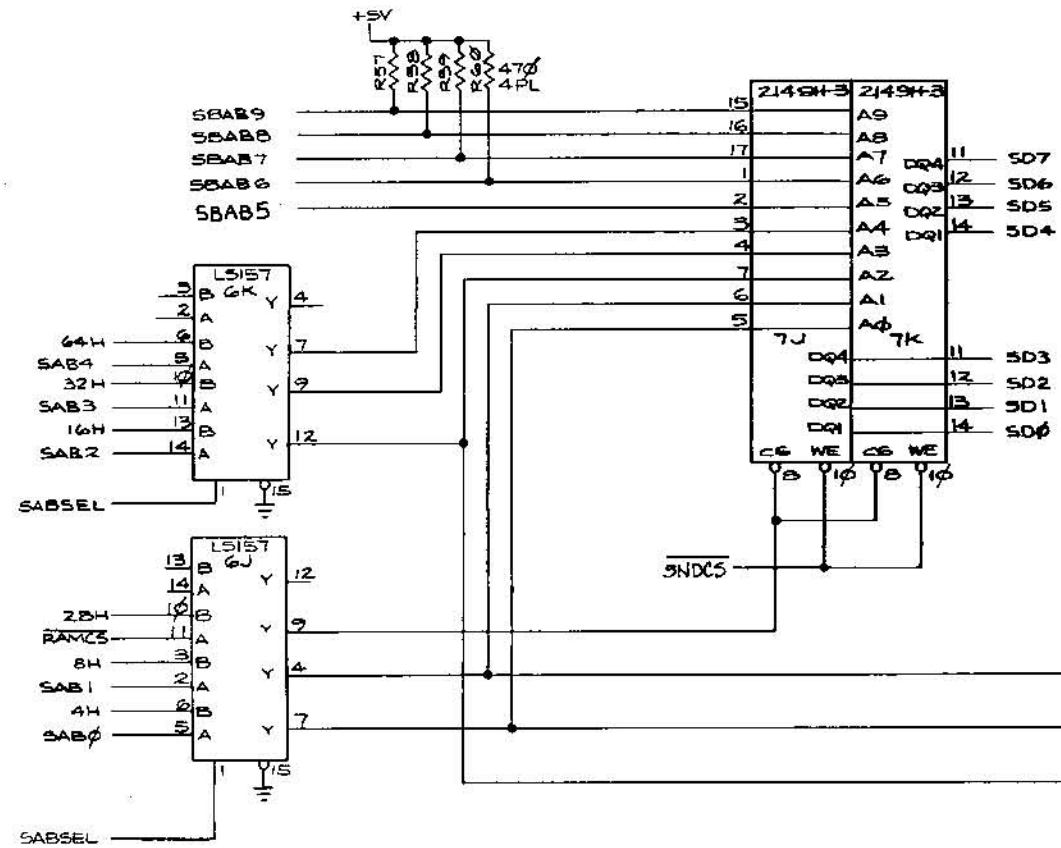 +5V
R57
R58
R59
R60
470
4PL
SBAB9
SBAB8
SBAB7
SBAB6
SBAB5
2149H-3 2149H-3
15 A9
16 A8
17 A7
1 A6
2 A5
3 A4
4 A3
7 A2
6 A1
5 A0
7J 7K
DQ4 11 SD7
DQ3 12 SD6
DQ2 13 SD5
DQ1 14 SD4
DQ4 11 SD3
DQ3 12 SD2
DQ2 13 SD1
DQ1 14 SD0
CS WE CS WE
8 10 8 10
SNDCS
LS157
6K
3 B Y 4
2 A
64H 6 B Y 7
SAB4 5 A
32H 10 B Y 9
SAB3 11 A
16H 13 B Y 12
SAB2 14 A
1 15
SABSEL
LS157
6J
13 B Y 12
14 A
10 B Y 9
RAMCS 11 A
8H 3 B Y 4
SAB1 2 A
4H 6 B Y 7
SAB0 5 A
1 15
SABSEL